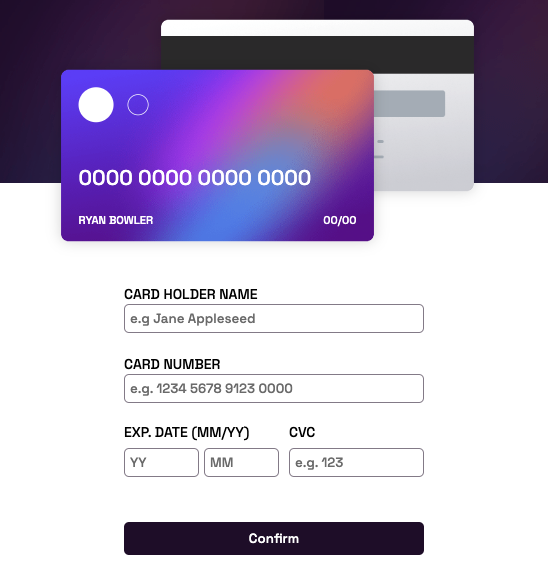 0000 0000 0000 0000
RYAN BOWLER 00/00
CARD HOLDER NAME
e.g Jane Appleseed
CARD NUMBER
e.g. 1234 5678 9123 0000
EXP. DATE (MM/YY) CVC
YY MM e.g. 123
Confirm